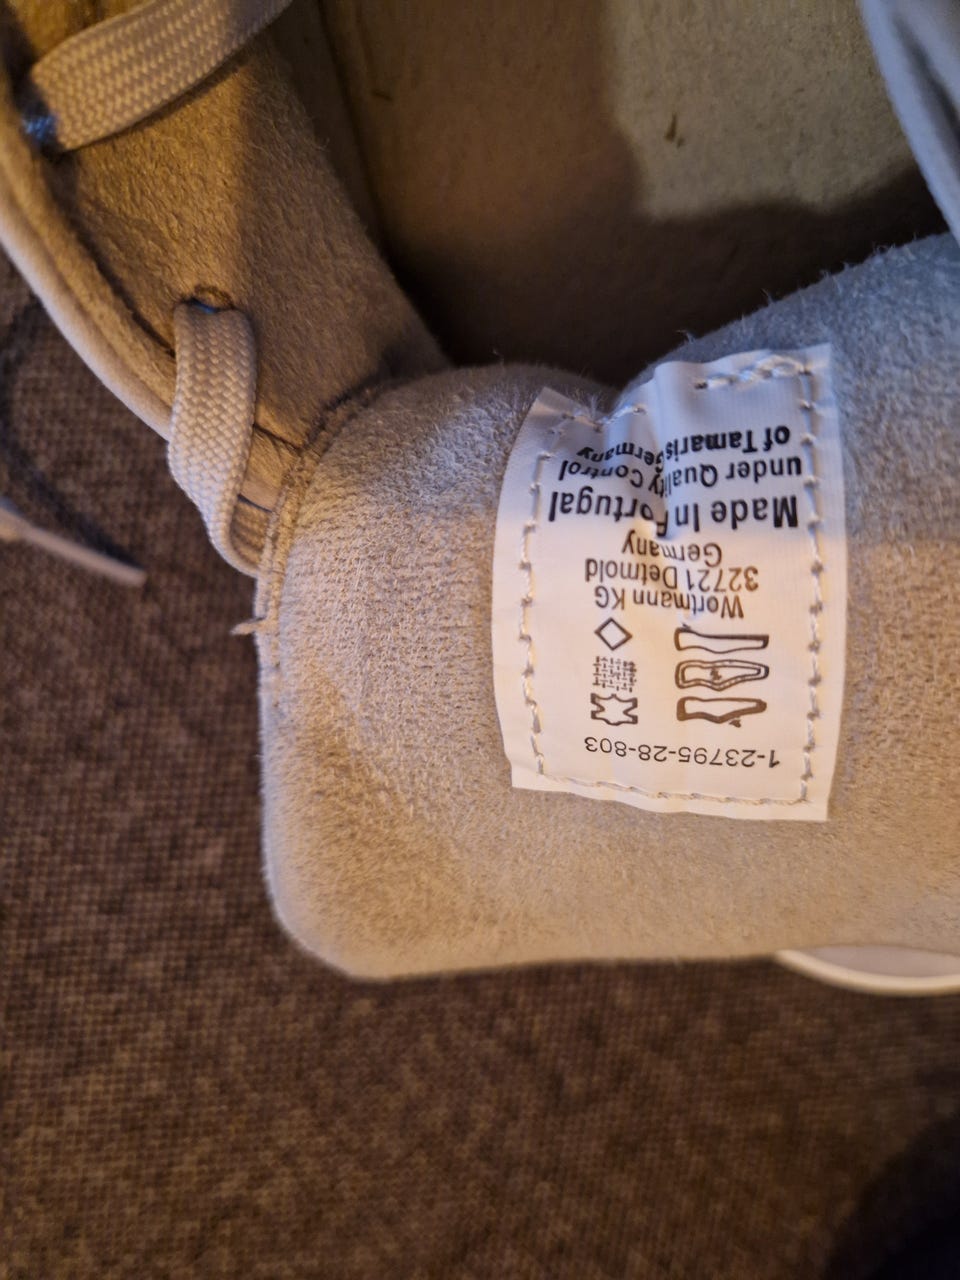 1-23795-28-803
Wortmann KG
32721 Detmold
Germany
Made In Portugal
under Quality Control
of Tamaris Germany